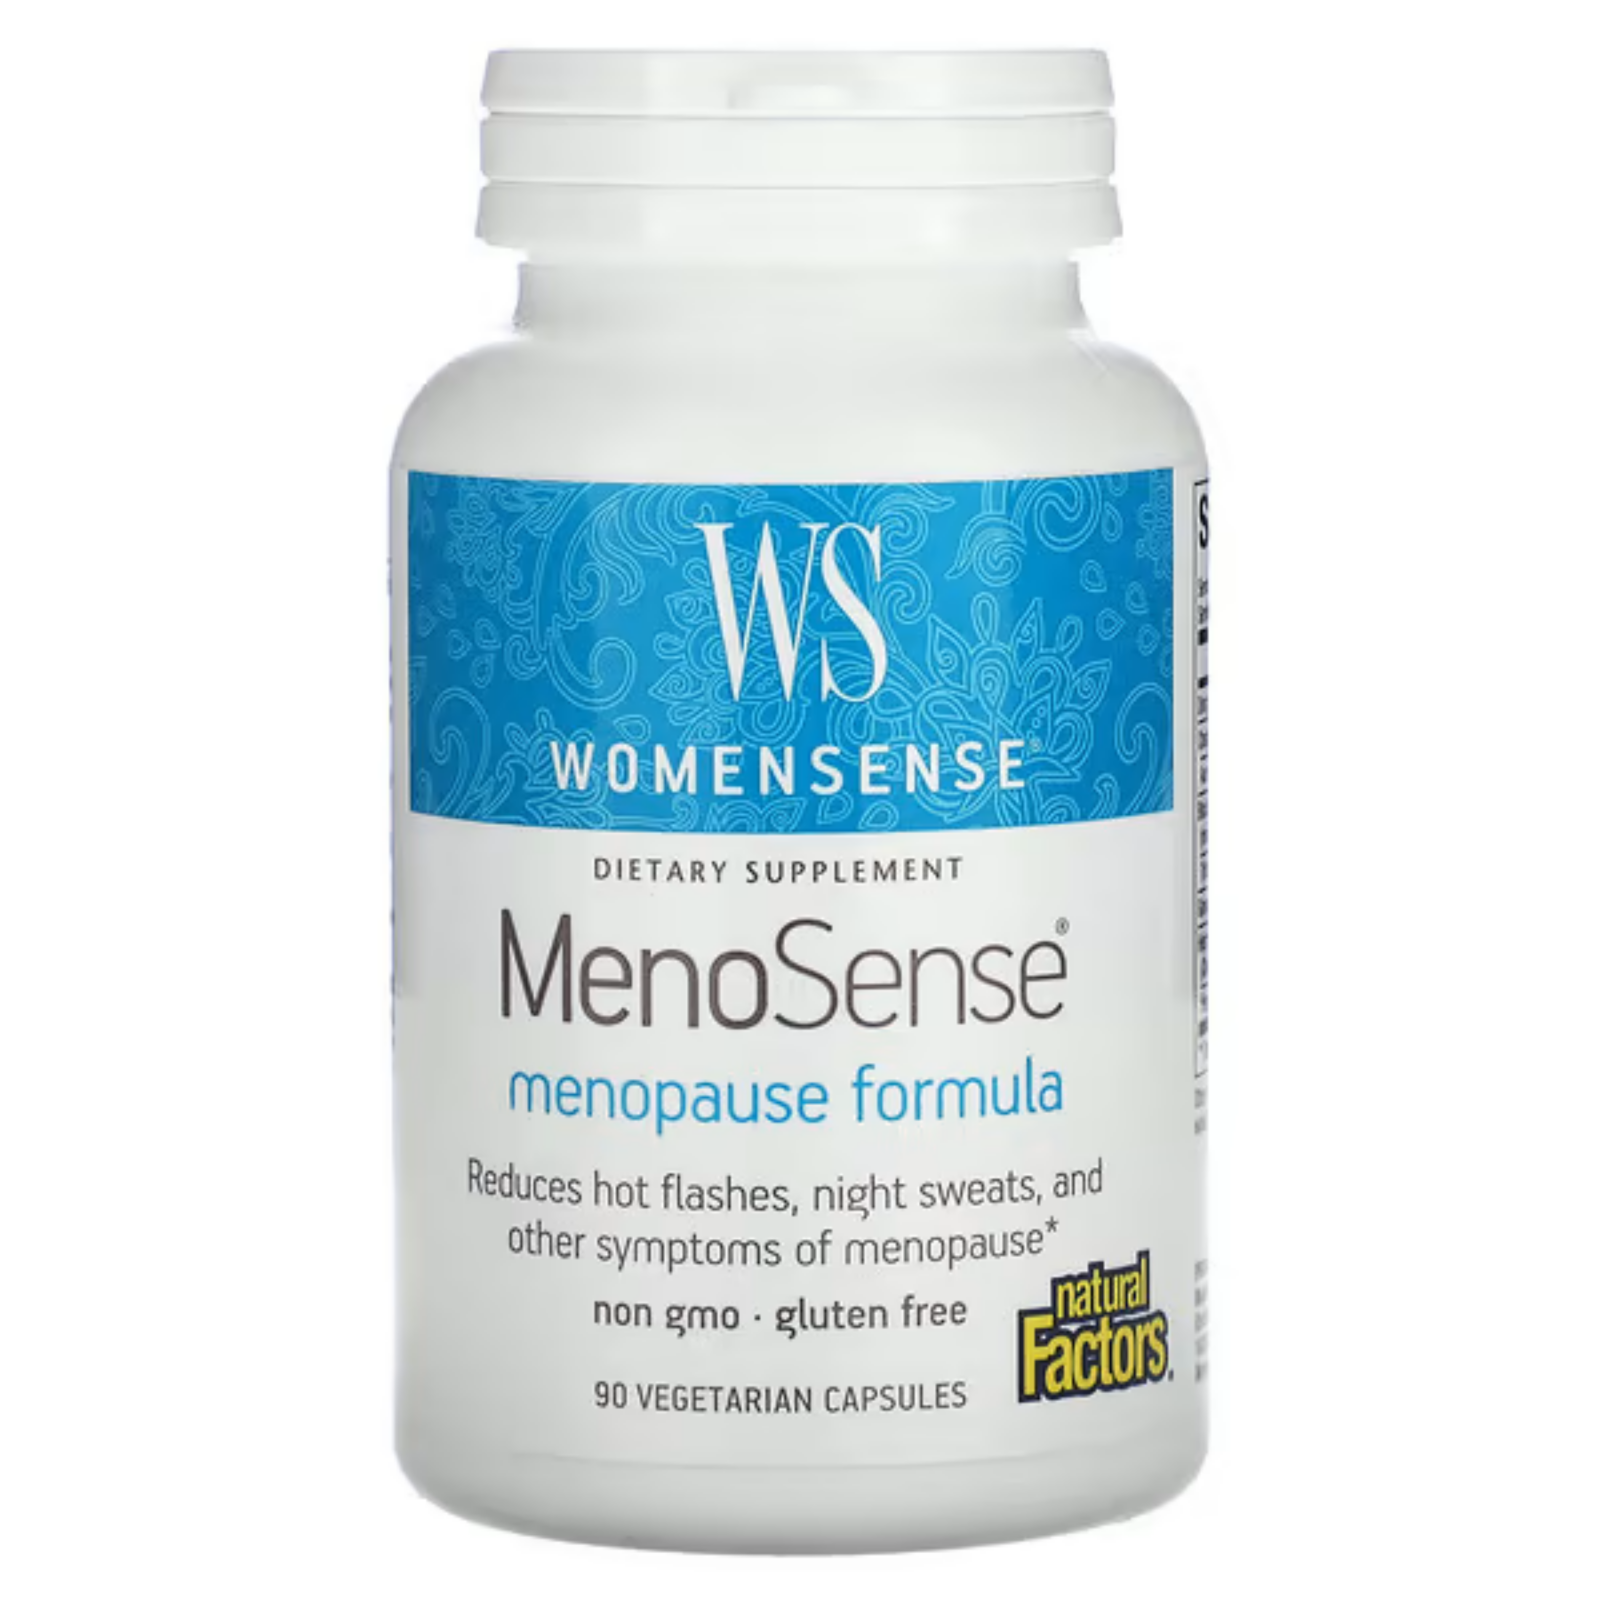 WS
WOMENSENSE®
DIETARY SUPPLEMENT
MenoSense®
menopause formula
Reduces hot flashes, night sweats, and
other symptoms of menopause*
non gmo · gluten free
90 VEGETARIAN CAPSULES
natural
Factors